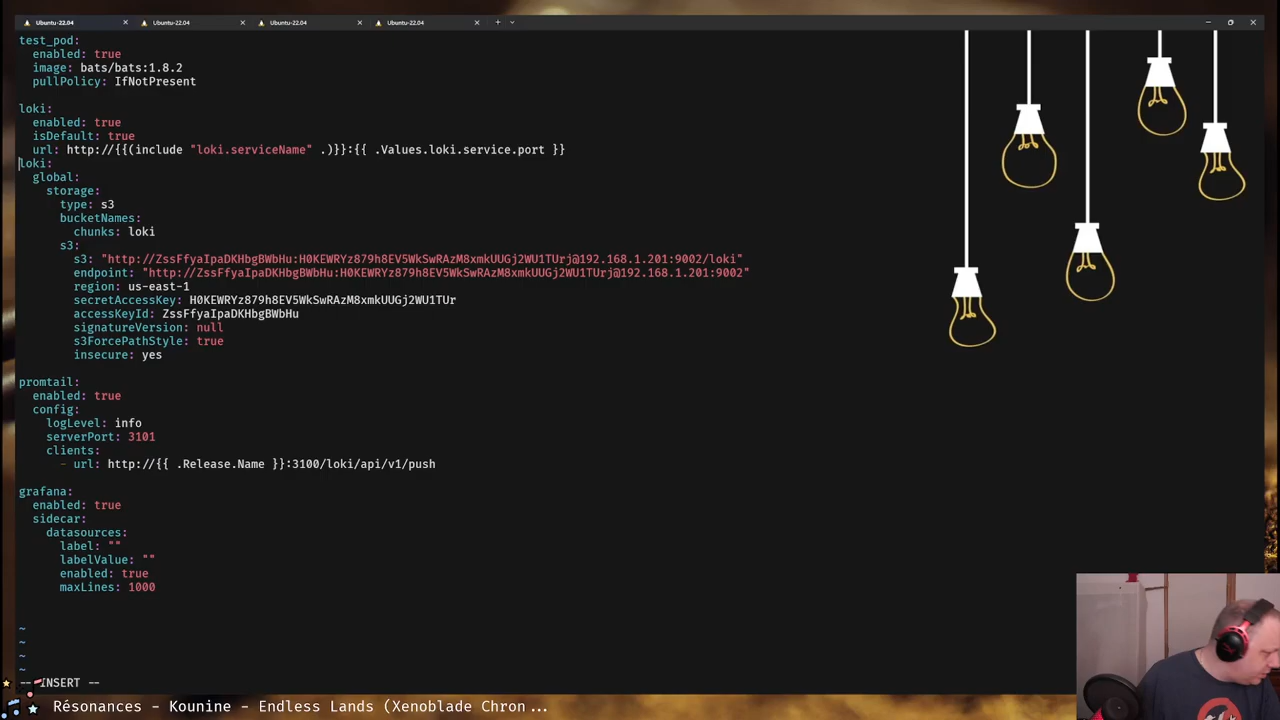 Ubuntu-22.04 Ubuntu-22.04 Ubuntu-22.04 Ubuntu-22.04
test_pod:
  enabled: true
  image: bats/bats:1.8.2
  pullPolicy: IfNotPresent
loki:
  enabled: true
  isDefault: true
  url: http://{{(include "loki.serviceName" .)}}:{{ .Values.loki.service.port }}
loki:
  global:
    storage:
      type: s3
      bucketNames:
        chunks: loki
      s3:
        s3: "http://ZssFfyaIpaDKHbgBWbHu:H0KEWRYz879h8EV5WkSwRAzM8xmkUUGj2WU1TUrj@192.168.1.201:9002/loki"
        endpoint: "http://ZssFfyaIpaDKHbgBWbHu:H0KEWRYz879h8EV5WkSwRAzM8xmkUUGj2WU1TUrj@192.168.1.201:9002"
        region: us-east-1
        secretAccessKey: H0KEWRYz879h8EV5WkSwRAzM8xmkUUGj2WU1TUr
        accessKeyId: ZssFfyaIpaDKHbgBWbHu
        signatureVersion: null
        s3ForcePathStyle: true
        insecure: yes
promtail:
  enabled: true
  config:
    logLevel: info
    serverPort: 3101
    clients:
      - url: http://{{ .Release.Name }}:3100/loki/api/v1/push
grafana:
  enabled: true
  sidecar:
    datasources:
      label: ""
      labelValue: ""
      enabled: true
      maxLines: 1000
~
~
~
~
-- INSERT --
Résonances - Kounine - Endless Lands (Xenoblade Chron...